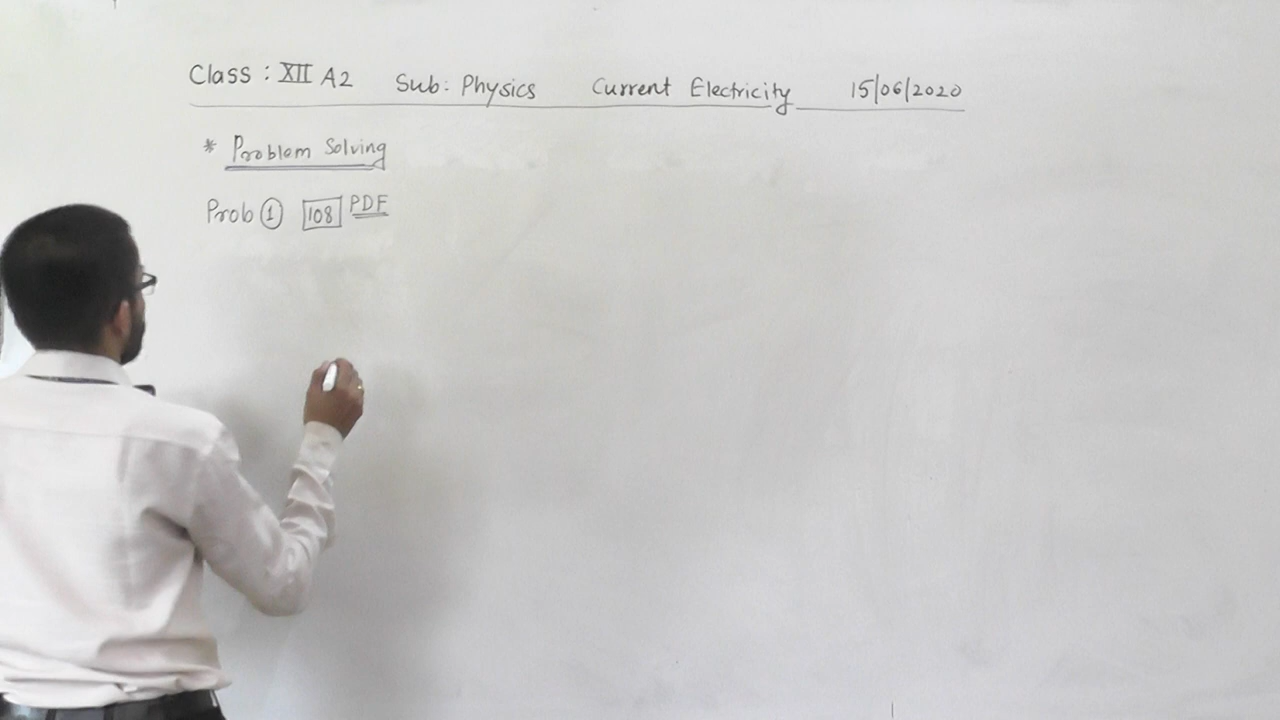 Class : XII A2 Sub: Physics Current Electricity 15/06/2020
* Problem Solving
Prob ① 108 PDF